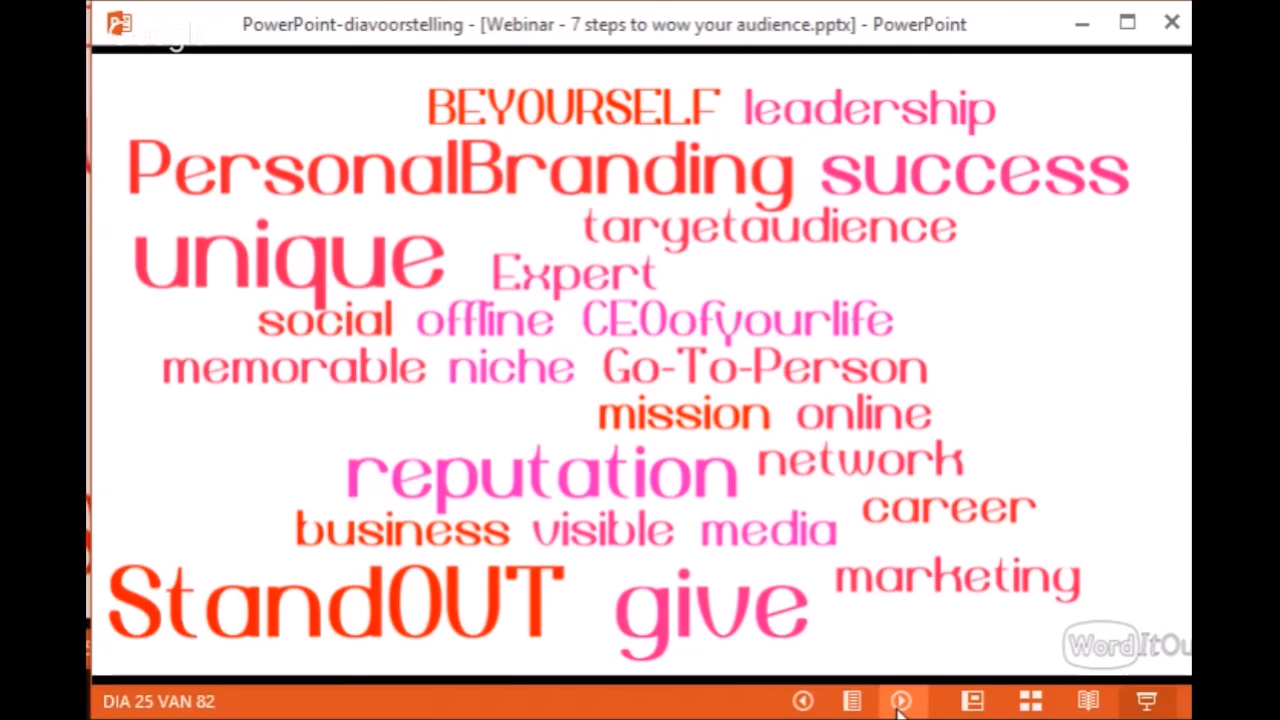 PowerPoint-diavoorstelling - [Webinar - 7 steps to wow your audience.pptx] - PowerPoint
BEYOURSELF leadership
PersonalBranding success
targetaudience
unique Expert
social offline CEOofyourlife
memorable niche Go-To-Person
mission online
reputation network
career
business visible media
marketing
StandOUT give
WordItOu
DIA 25 VAN 82